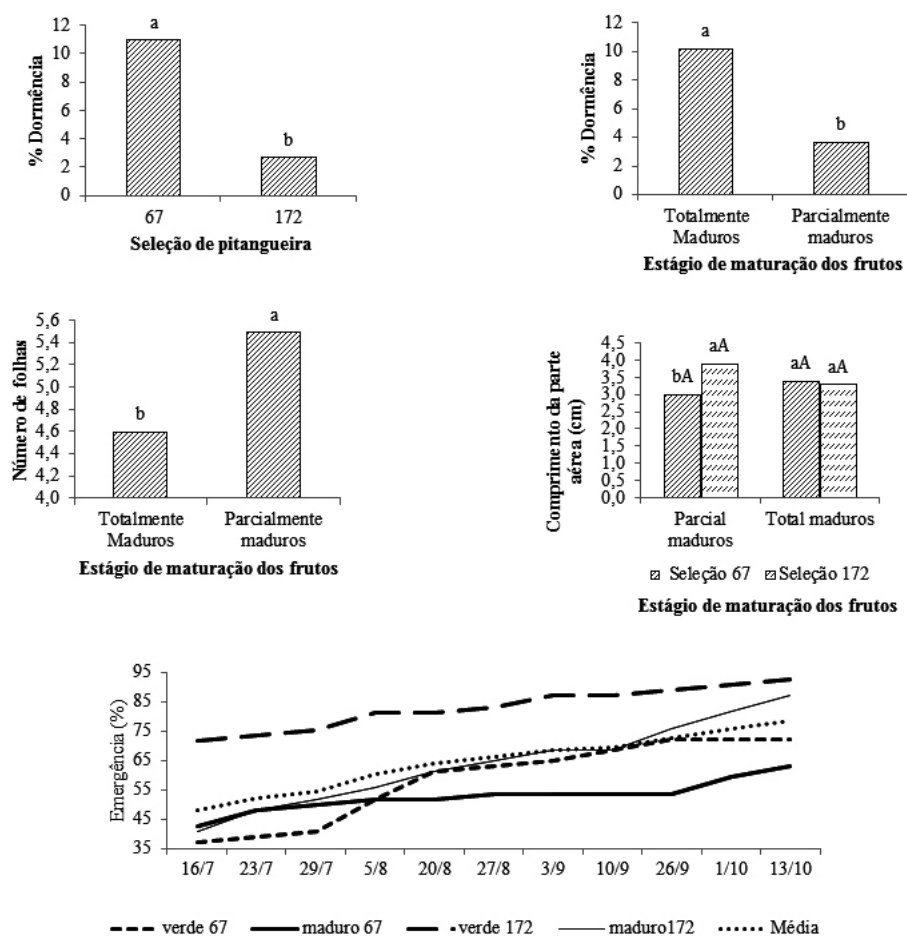 12
10
8
6
4
2
0
% Dormência
a
b
67
172
Seleção de pitangueira
12
10
8
6
4
2
0
% Dormência
a
b
Totalmente
Maduros
Parcialmente
maduros
Estágio de maturação dos frutos
5,6
5,4
5,2
5,0
4,8
4,6
4,4
4,2
4,0
Número de folhas
b
a
Totalmente
Maduros
Parcialmente
maduros
Estágio de maturação dos frutos
4,5
4,0
3,5
3,0
2,5
2,0
1,5
1,0
0,5
0,0
Comprimento da parte
aérea (cm)
bA
aA
aA
aA
Parcial
maduros
Total maduros
Seleção 67
Seleção 172
Estágio de maturação dos frutos
95
85
75
65
55
45
35
Emergência (%)
16/7 23/7 29/7 5/8 20/8 27/8 3/9 10/9 26/9 1/10 13/10
verde 67 maduro 67 verde 172 maduro172 Média